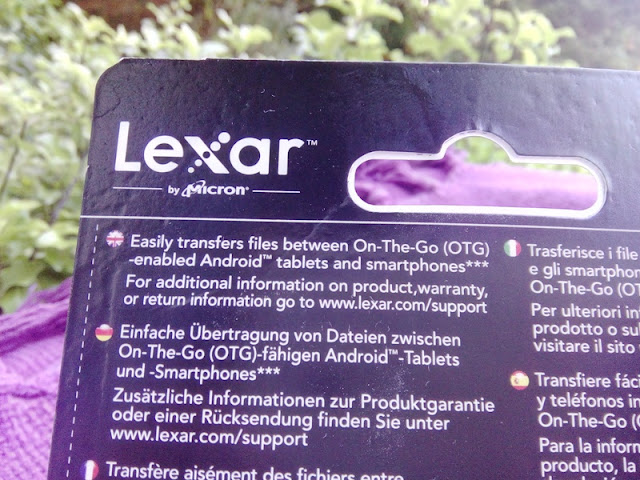 Lexar™
by Micron®
Easily transfers files between On-The-Go (OTG)
-enabled Android™ tablets and smartphones***
For additional information on product,warranty,
or return information go to www.lexar.com/support
Einfache Übertragung von Dateien zwischen
On-The-Go (OTG)-fähigen Android™-Tablets
und -Smartphones***
Zusätzliche Informationen zur Produktgarantie
oder einer Rücksendung finden Sie unter
www.lexar.com/support
Transfère aisément des fichiers entre
Trasferisce i file
e gli smartphon
On-The-Go (OT
Per ulteriori in
prodotto o su
visitare il sito
Transfiere fáci
y teléfonos in
On-The-Go (O
Para la inform
producto, la